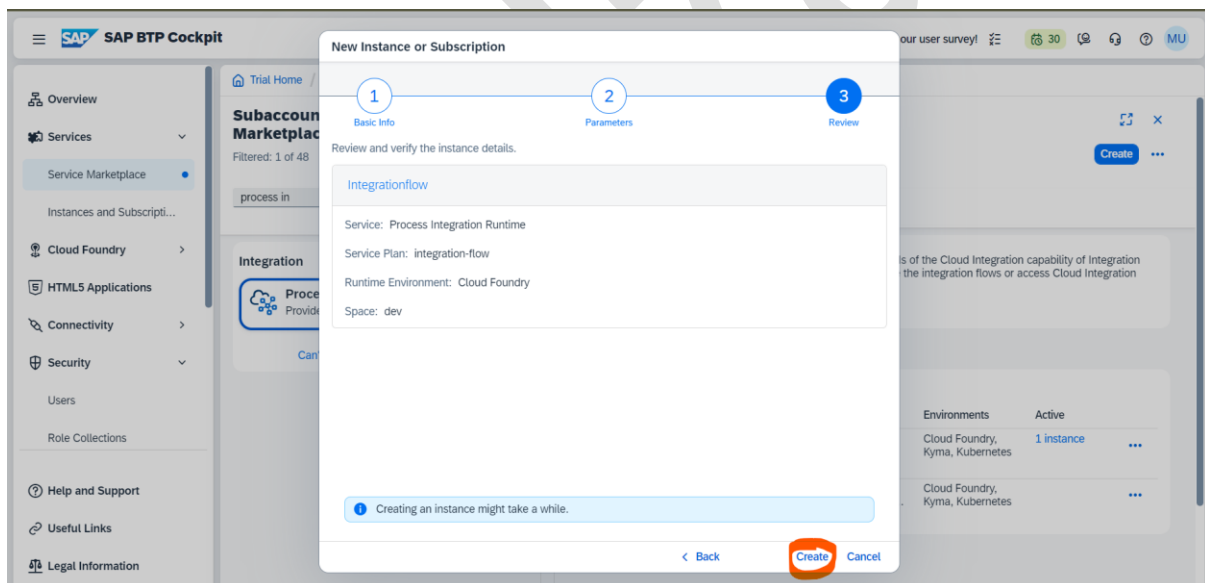 SAP SAP BTP Cockpit
our user survey!
30
MU
Overview
Services
Service Marketplace
Instances and Subscripti...
Cloud Foundry
HTML5 Applications
Connectivity
Security
Users
Role Collections
Help and Support
Useful Links
Legal Information
Trial Home /
Subaccoun
Marketplac
Filtered: 1 of 48
process in
Integration
Proce
Provide
Can'
New Instance or Subscription
1
2
3
Basic Info
Parameters
Review
Review and verify the instance details.
Integrationflow
Service: Process Integration Runtime
Service Plan: integration-flow
Runtime Environment: Cloud Foundry
Space: dev
Creating an instance might take a while.
< Back
Create
Cancel
Create
ls of the Cloud Integration capability of Integration
the integration flows or access Cloud Integration
Environments
Active
Cloud Foundry,
Kyma, Kubernetes
1 instance
Cloud Foundry,
Kyma, Kubernetes